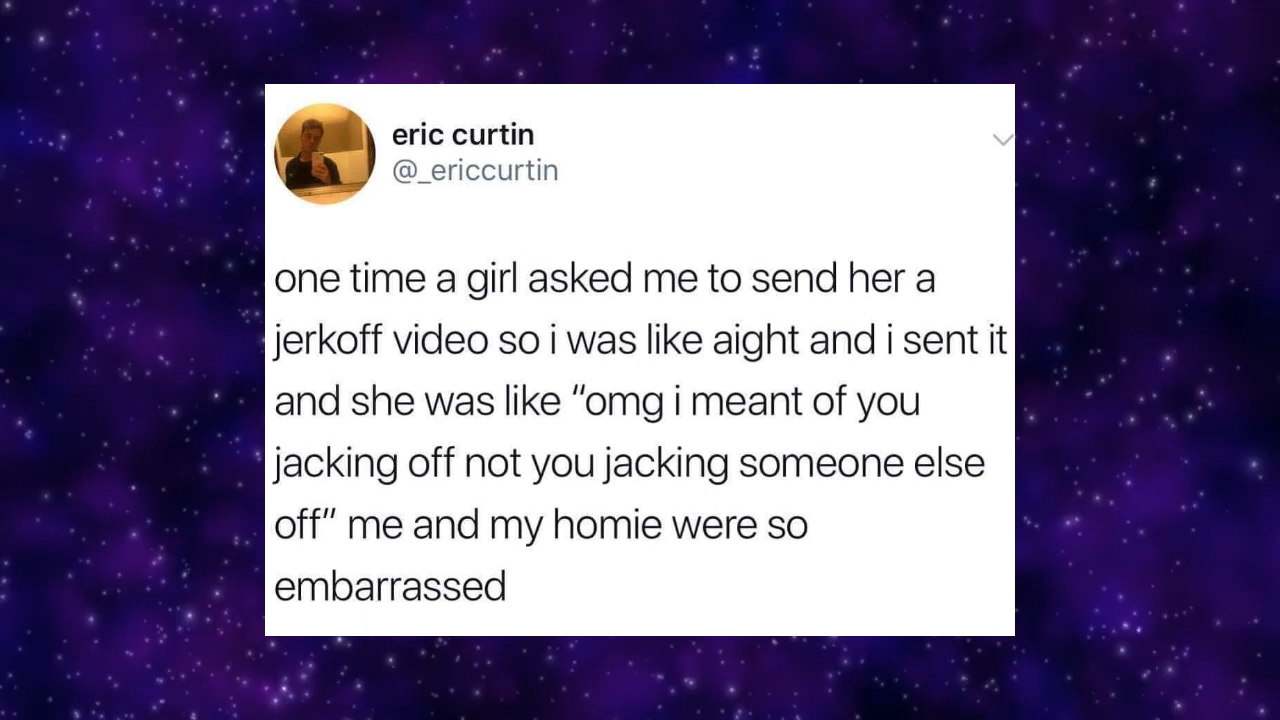 eric curtin
@_ericcurtin
one time a girl asked me to send her a
jerkoff video so i was like aight and i sent it
and she was like “omg i meant of you
jacking off not you jacking someone else
off” me and my homie were so
embarrassed